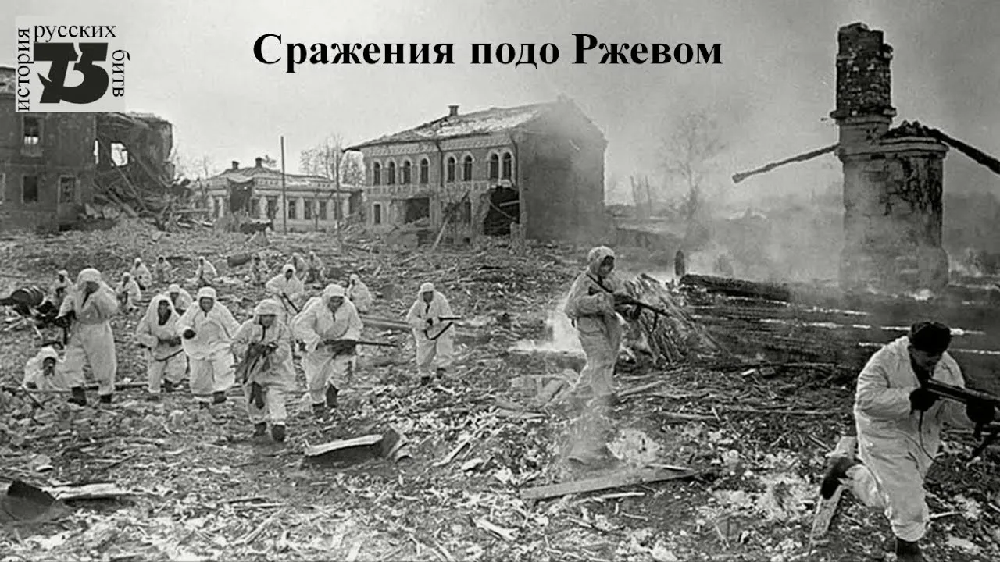 история
русских
75
битв
Сражения подо Ржевом